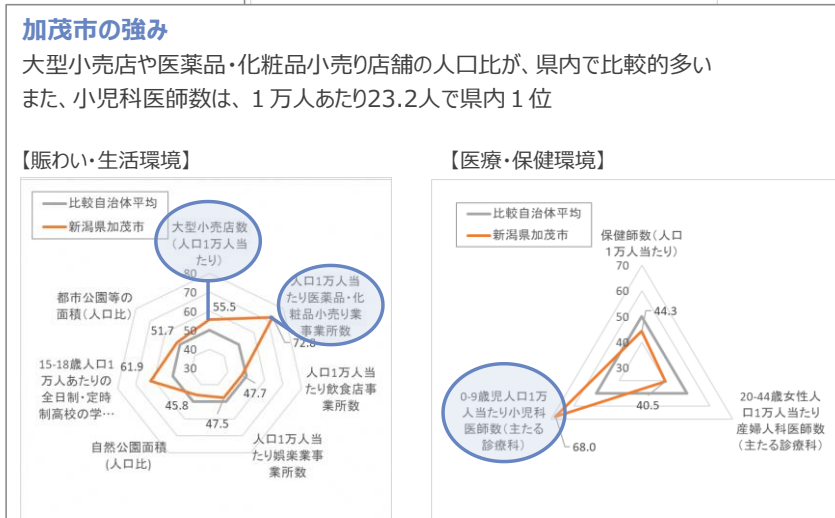 加茂市の強み
大型小売店や医薬品・化粧品小売り店舗の人口比が、県内で比較的多い
また、小児科医師数は、１万人あたり23.2人で県内１位
【賑わい・生活環境】
比較自治体平均
新潟県加茂市
大型小売店数
(人口1万人当
たり)
80
70
60
50
40
30
55.5
人口1万人当
たり医薬品・化
粧品小売り業
事業所数
72.8
人口1万人当
たり飲食店事
業所数
47.7
人口1万人当
たり娯楽業事
業所数
47.5
自然公園面積
(人口比)
45.8
15-18歳人口1
万人あたりの
全日制・定時
制高校の学…
61.9
都市公園等の
面積(人口比)
51.7
【医療・保健環境】
比較自治体平均
新潟県加茂市
保健師数(人口
1万人当たり)
70
60
50
40
30
44.3
20-44歳女性人
口1万人当たり
産婦人科医師数
(主たる診療科)
40.5
0-9歳児人口1万
人当たり小児科
医師数(主たる
診療科)
68.0